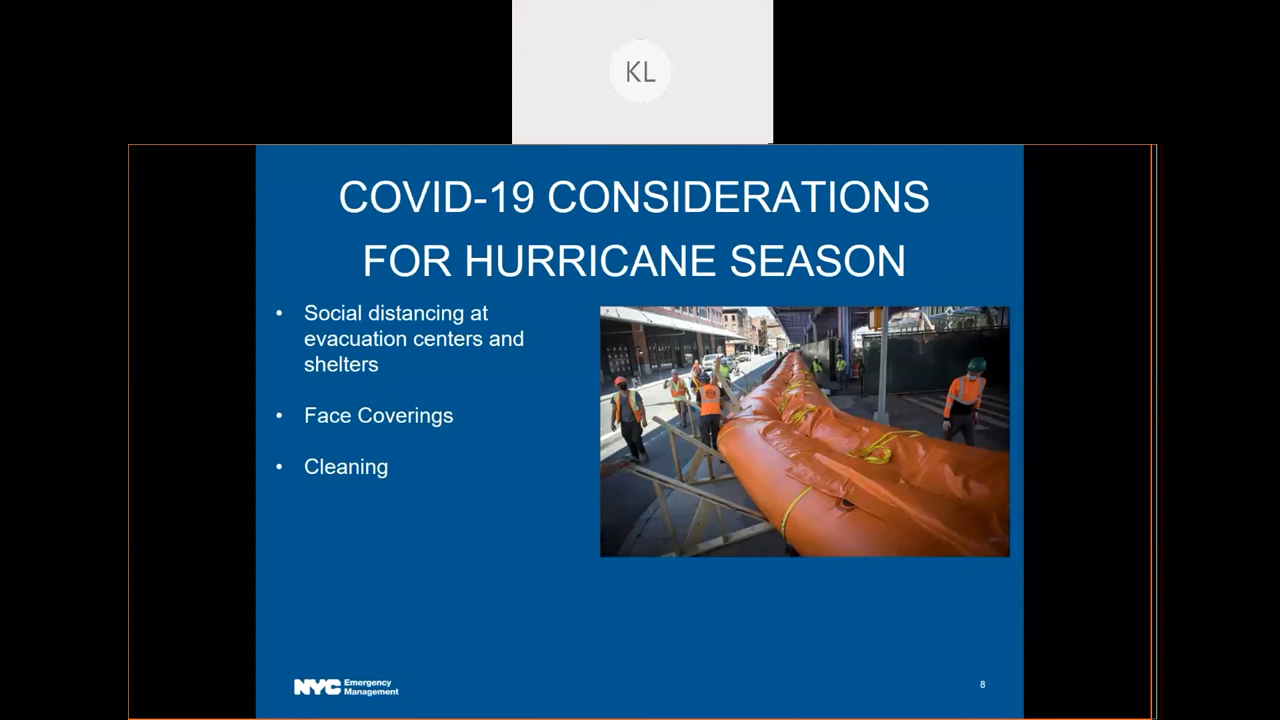 KL
COVID-19 CONSIDERATIONS
FOR HURRICANE SEASON
• Social distancing at
evacuation centers and
shelters
• Face Coverings
• Cleaning
NYC Emergency
Management
8